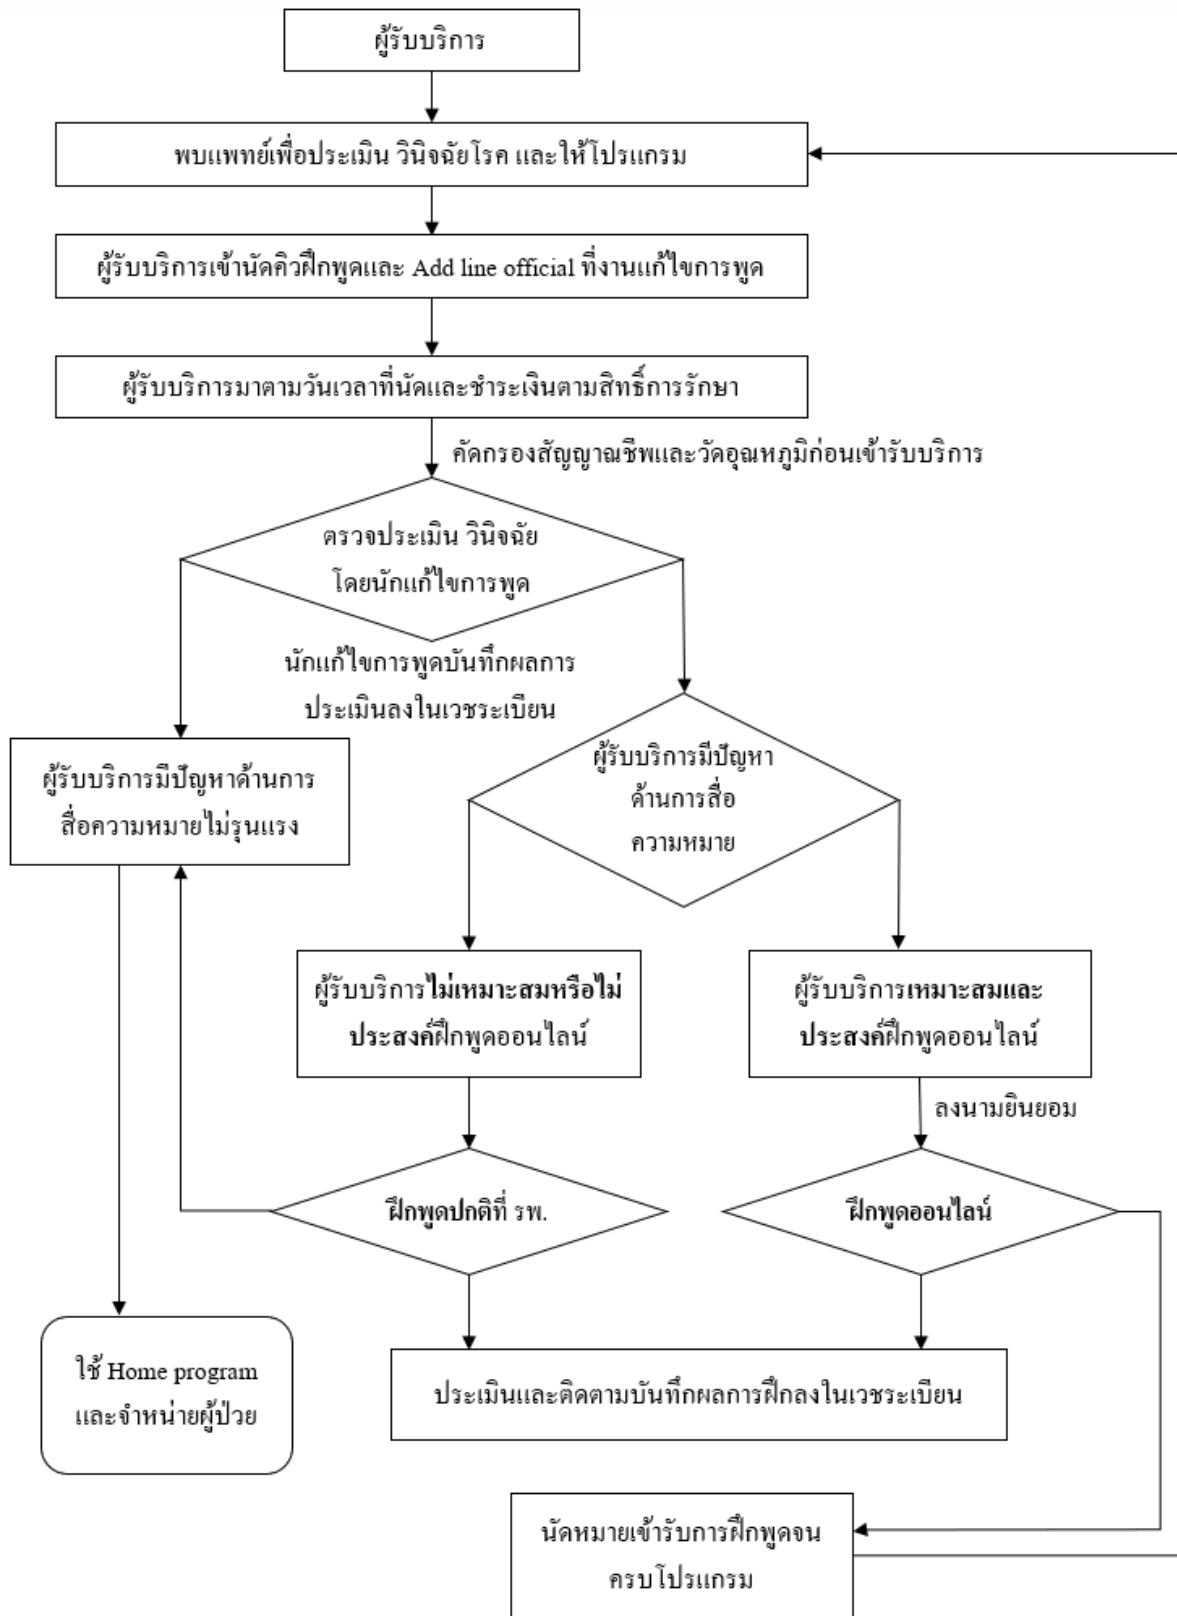 ผู้รับบริการ
พบแพทย์เพื่อประเมิน วินิจฉัยโรค และให้โปรแกรม
ผู้รับบริการเข้านัดคิวฝึกพูดและ Add line official ที่งานแก้ไขการพูด
ผู้รับบริการมาตามวันเวลาที่นัดและชำระเงินตามสิทธิ์การรักษา
คัดกรองสัญญาณชีพและวัดอุณหภูมิก่อนเข้ารับบริการ
ตรวจประเมิน วินิจฉัย
โดยนักแก้ไขการพูด
นักแก้ไขการพูดบันทึกผลการ
ประเมินลงในเวชระเบียน
ผู้รับบริการมีปัญหาด้านการ
สื่อความหมายไม่รุนแรง
ผู้รับบริการมีปัญหา
ด้านการสื่อ
ความหมาย
ผู้รับบริการไม่เหมาะสมหรือไม่
ประสงค์ฝึกพูดออนไลน์
ผู้รับบริการเหมาะสมและ
ประสงค์ฝึกพูดออนไลน์
ลงนามยินยอม
ฝึกพูดปกติที่ รพ.
ฝึกพูดออนไลน์
ใช้ Home program
และจำหน่ายผู้ป่วย
ประเมินและติดตามบันทึกผลการฝึกลงในเวชระเบียน
นัดหมายเข้ารับการฝึกพูดจน
ครบโปรแกรม